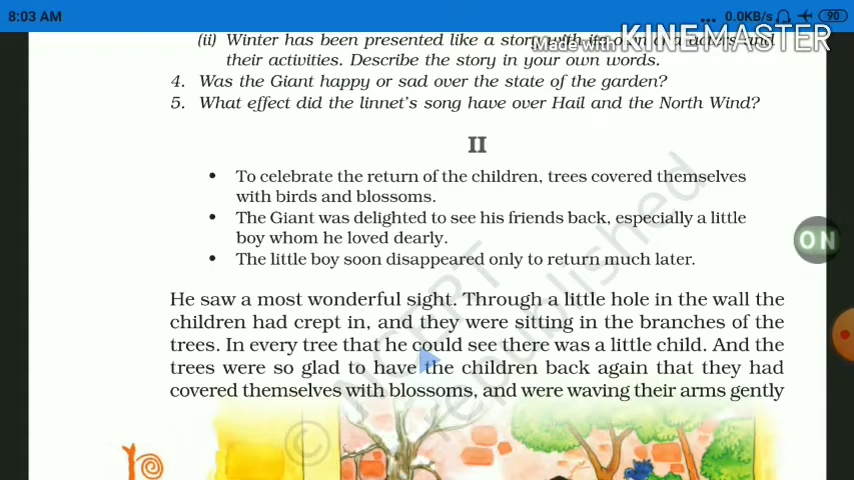 8:03 AM
... 0.0KB/s 90
Made with KINEMASTER
(ii) Winter has been presented like a story with its own and
their activities. Describe the story in your own words.
4. Was the Giant happy or sad over the state of the garden?
5. What effect did the linnet's song have over Hail and the North Wind?
II
• To celebrate the return of the children, trees covered themselves
with birds and blossoms.
• The Giant was delighted to see his friends back, especially a little
boy whom he loved dearly.
• The little boy soon disappeared only to return much later.
ON
He saw a most wonderful sight. Through a little hole in the wall the
children had crept in, and they were sitting in the branches of the
trees. In every tree that he could see there was a little child. And the
trees were so glad to have the children back again that they had
covered themselves with blossoms, and were waving their arms gently
© NCERT
republished